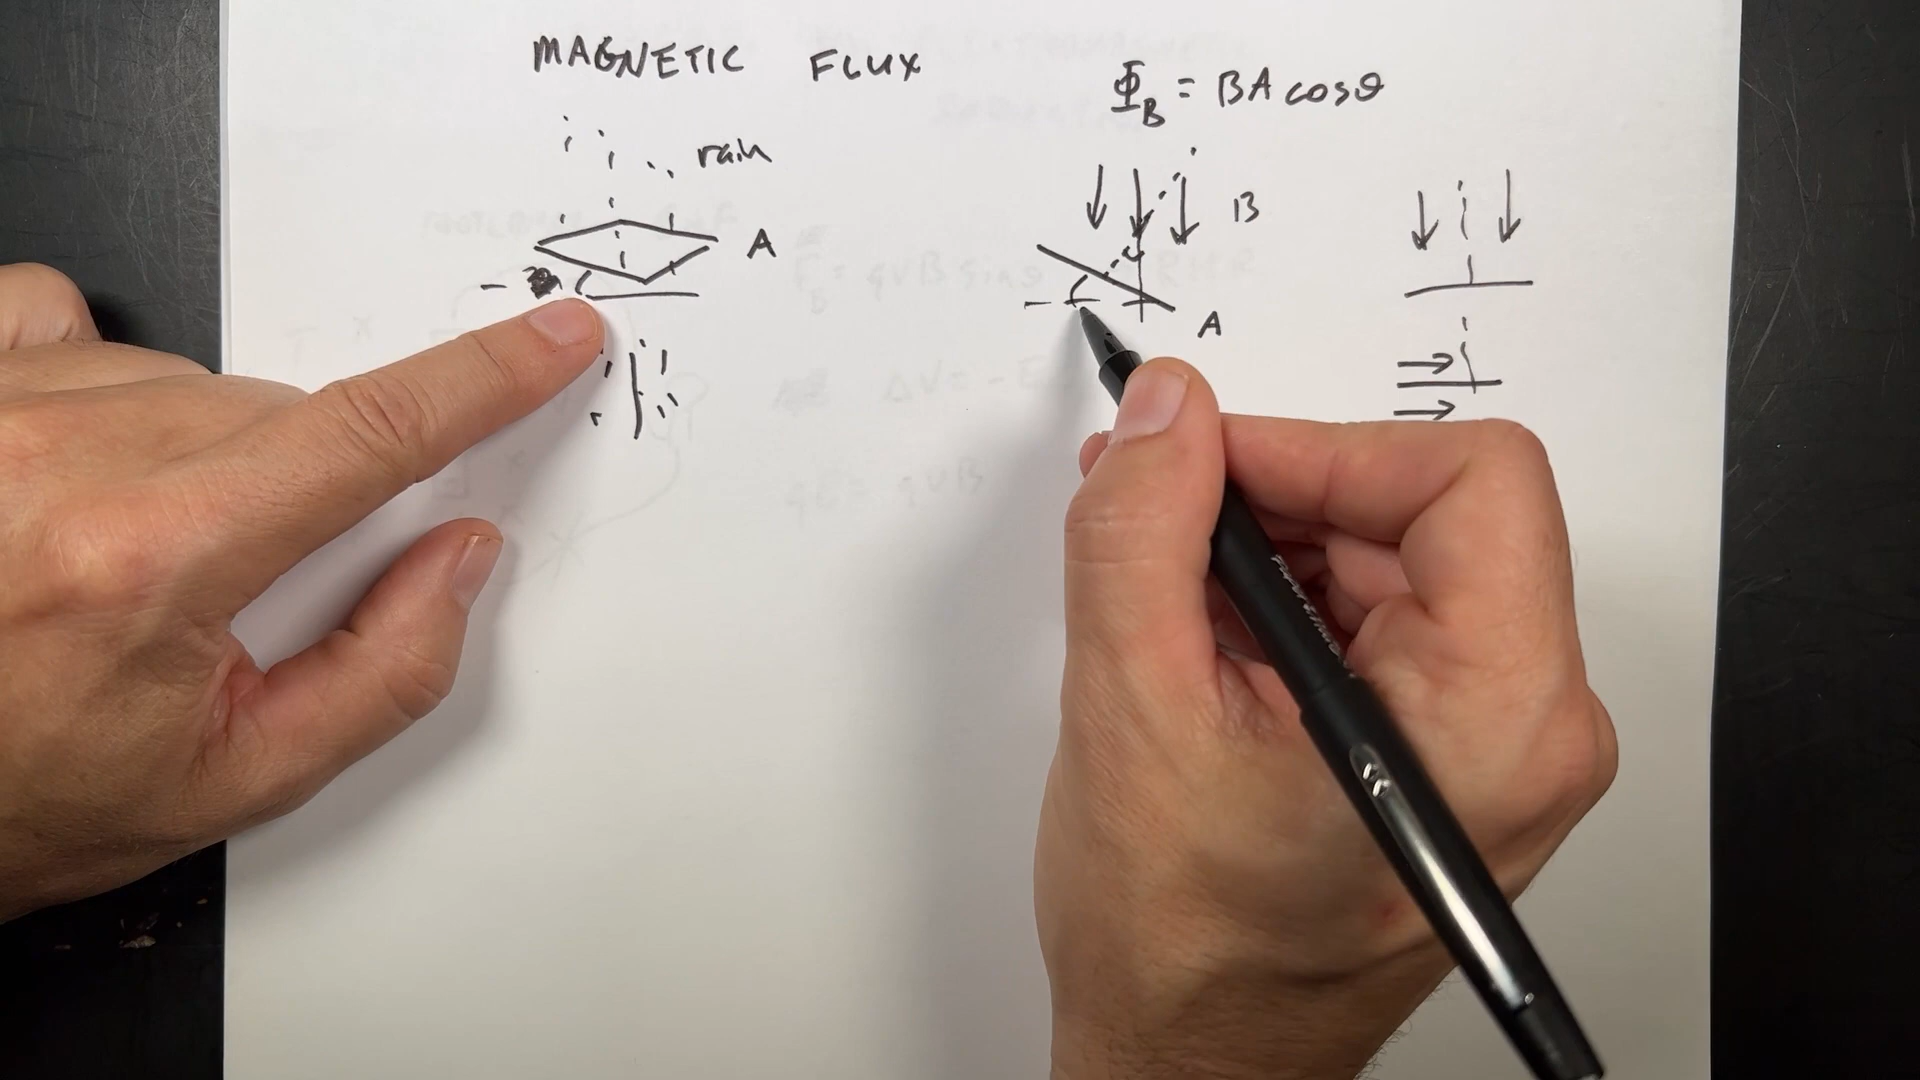 MAGNETIC FLUX
Φ_B = BA cosθ
rain
B
A
A